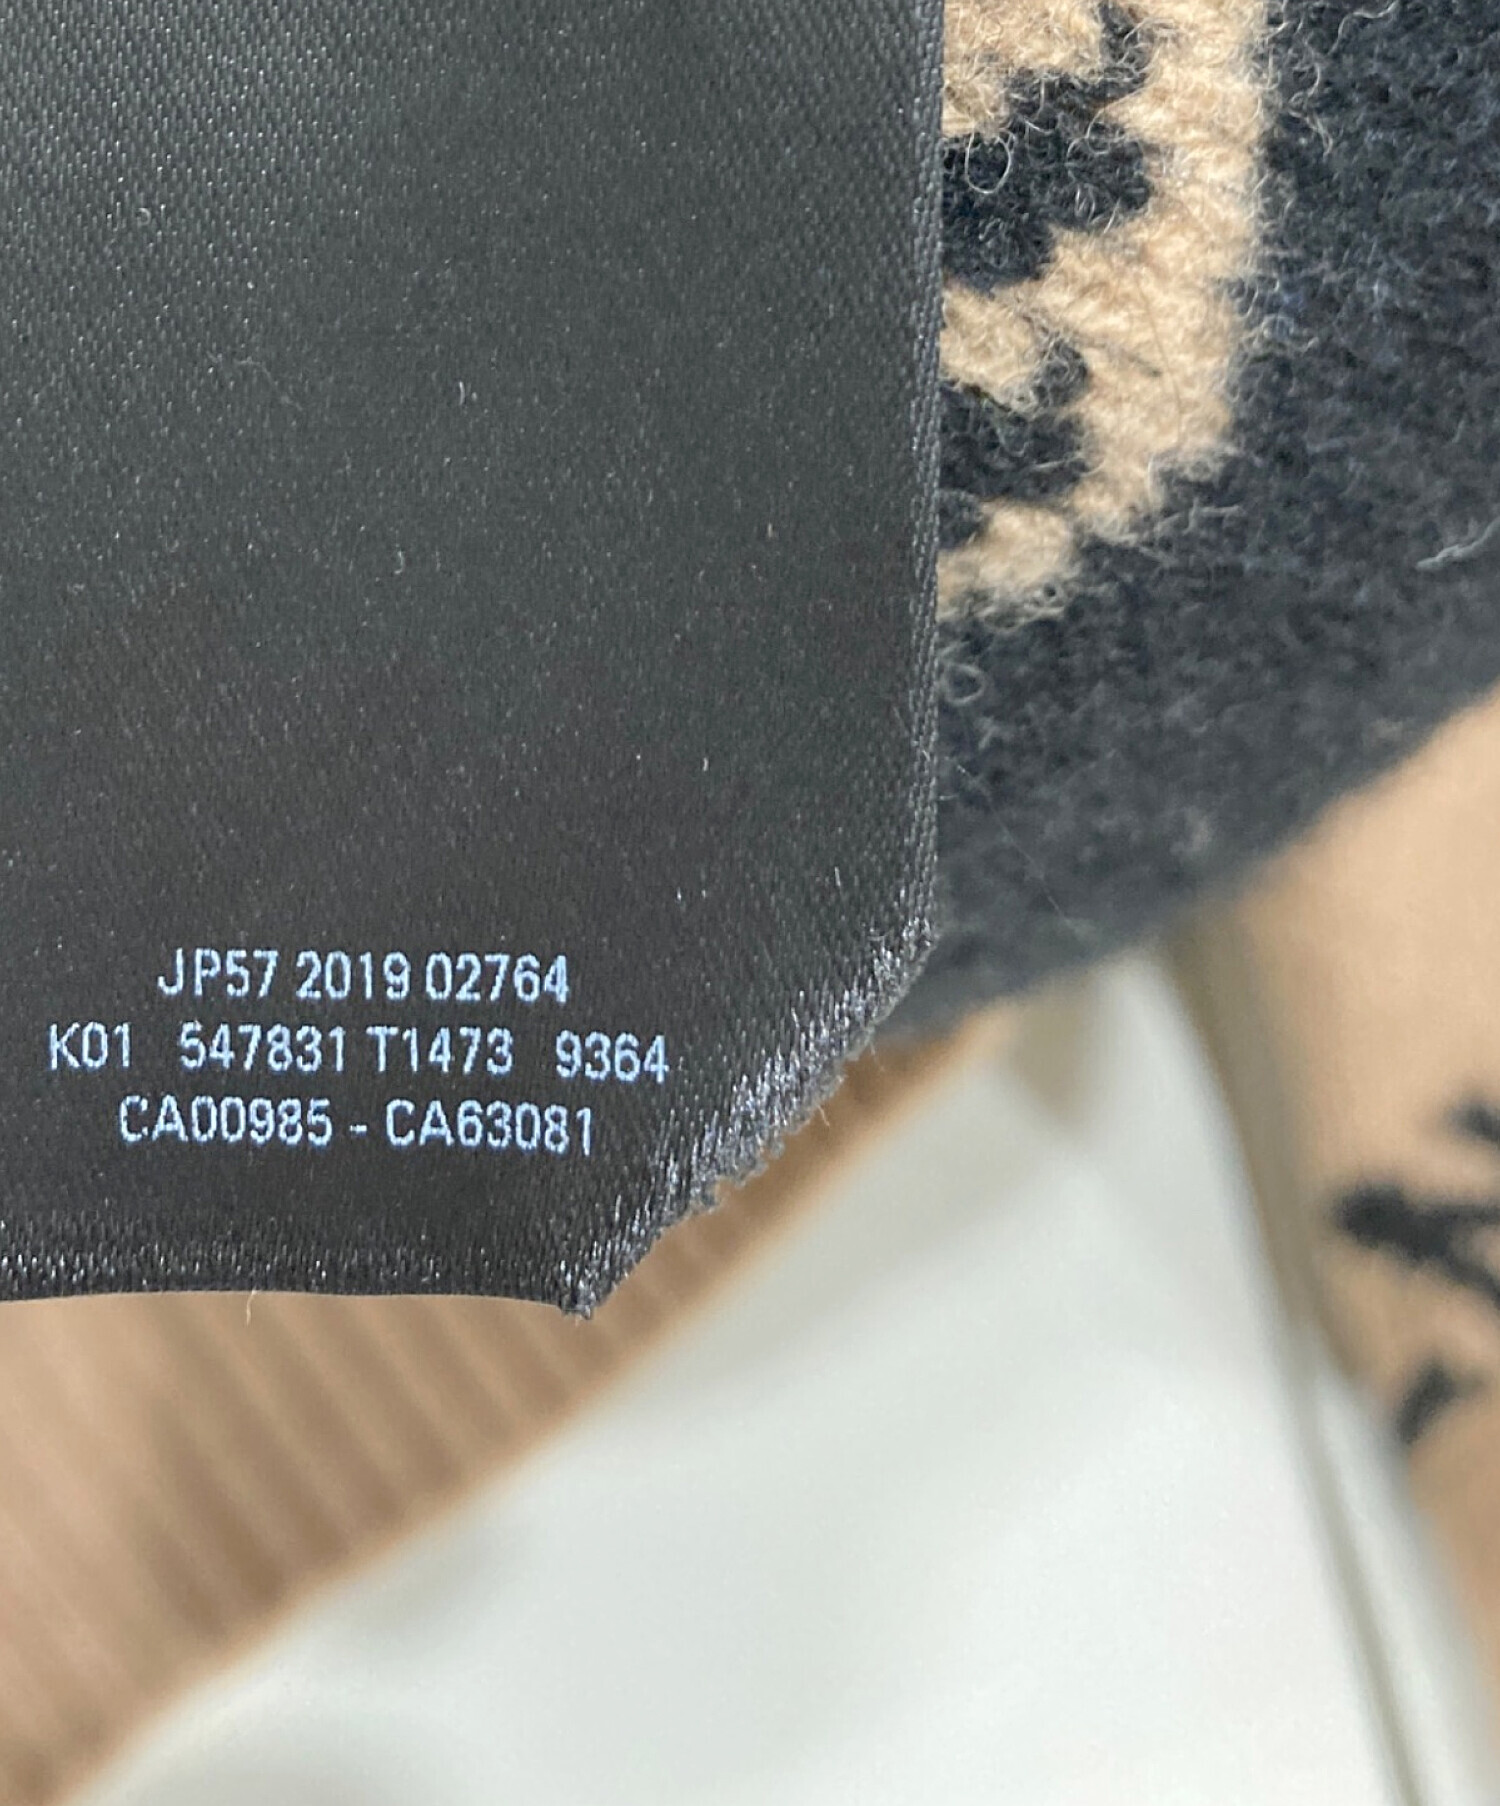 JP57 2019 02764
K01 547831 T1473 9364
CA00985 - CA63081